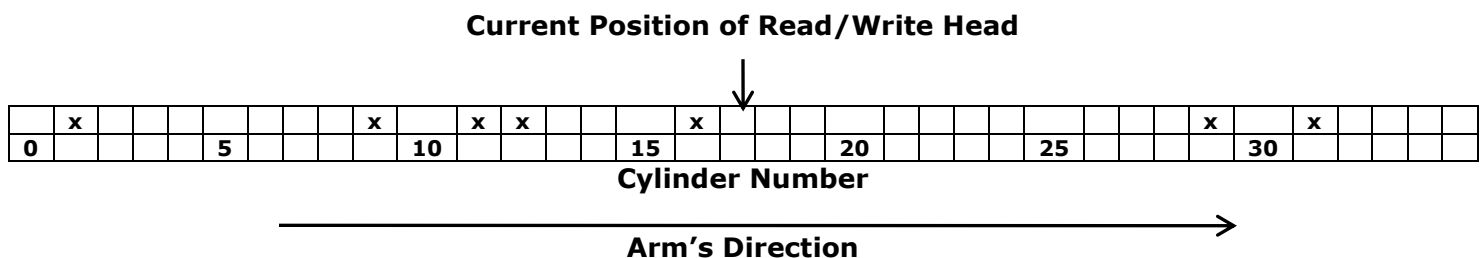 Current Position of Read/Write Head
x x x x x x x
0 5 10 15 20 25 30
Cylinder Number
Arm's Direction